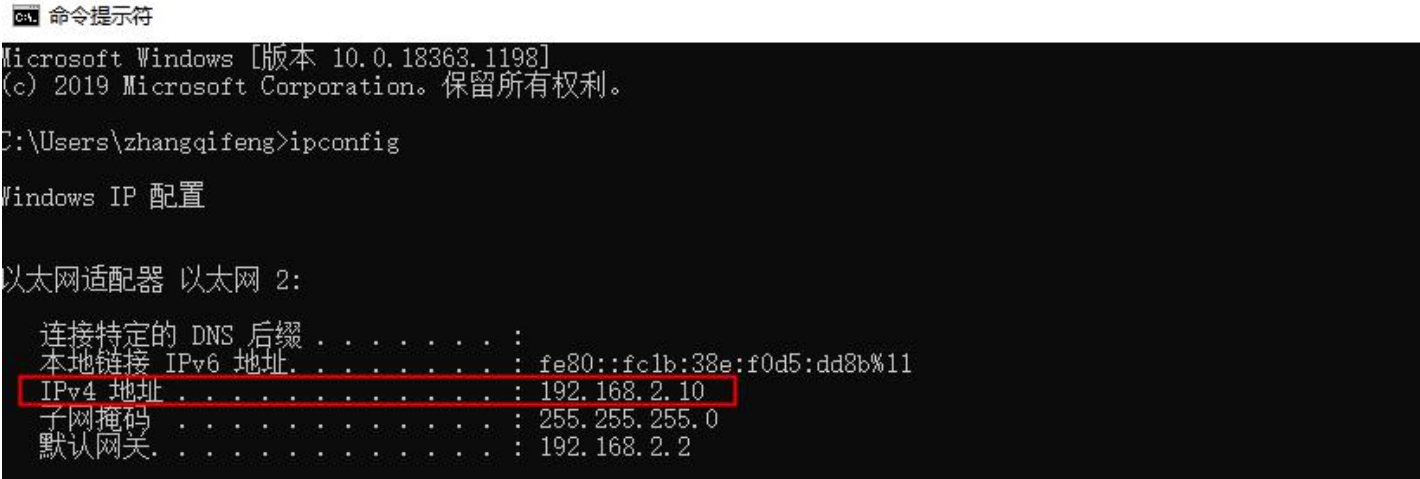 命令提示符
Microsoft Windows [版本 10.0.18363.1198]
(c) 2019 Microsoft Corporation。保留所有权利。
C:\Users\zhangqifeng>ipconfig
Windows IP 配置
以太网适配器 以太网 2:
连接特定的 DNS 后缀 . . . . . . . :
本地链接 IPv6 地址. . . . . . . . : fe80::fc1b:38e:f0d5:dd8b%11
IPv4 地址 . . . . . . . . . . . . : 192.168.2.10
子网掩码 . . . . . . . . . . . . : 255.255.255.0
默认网关. . . . . . . . . . . . . : 192.168.2.2